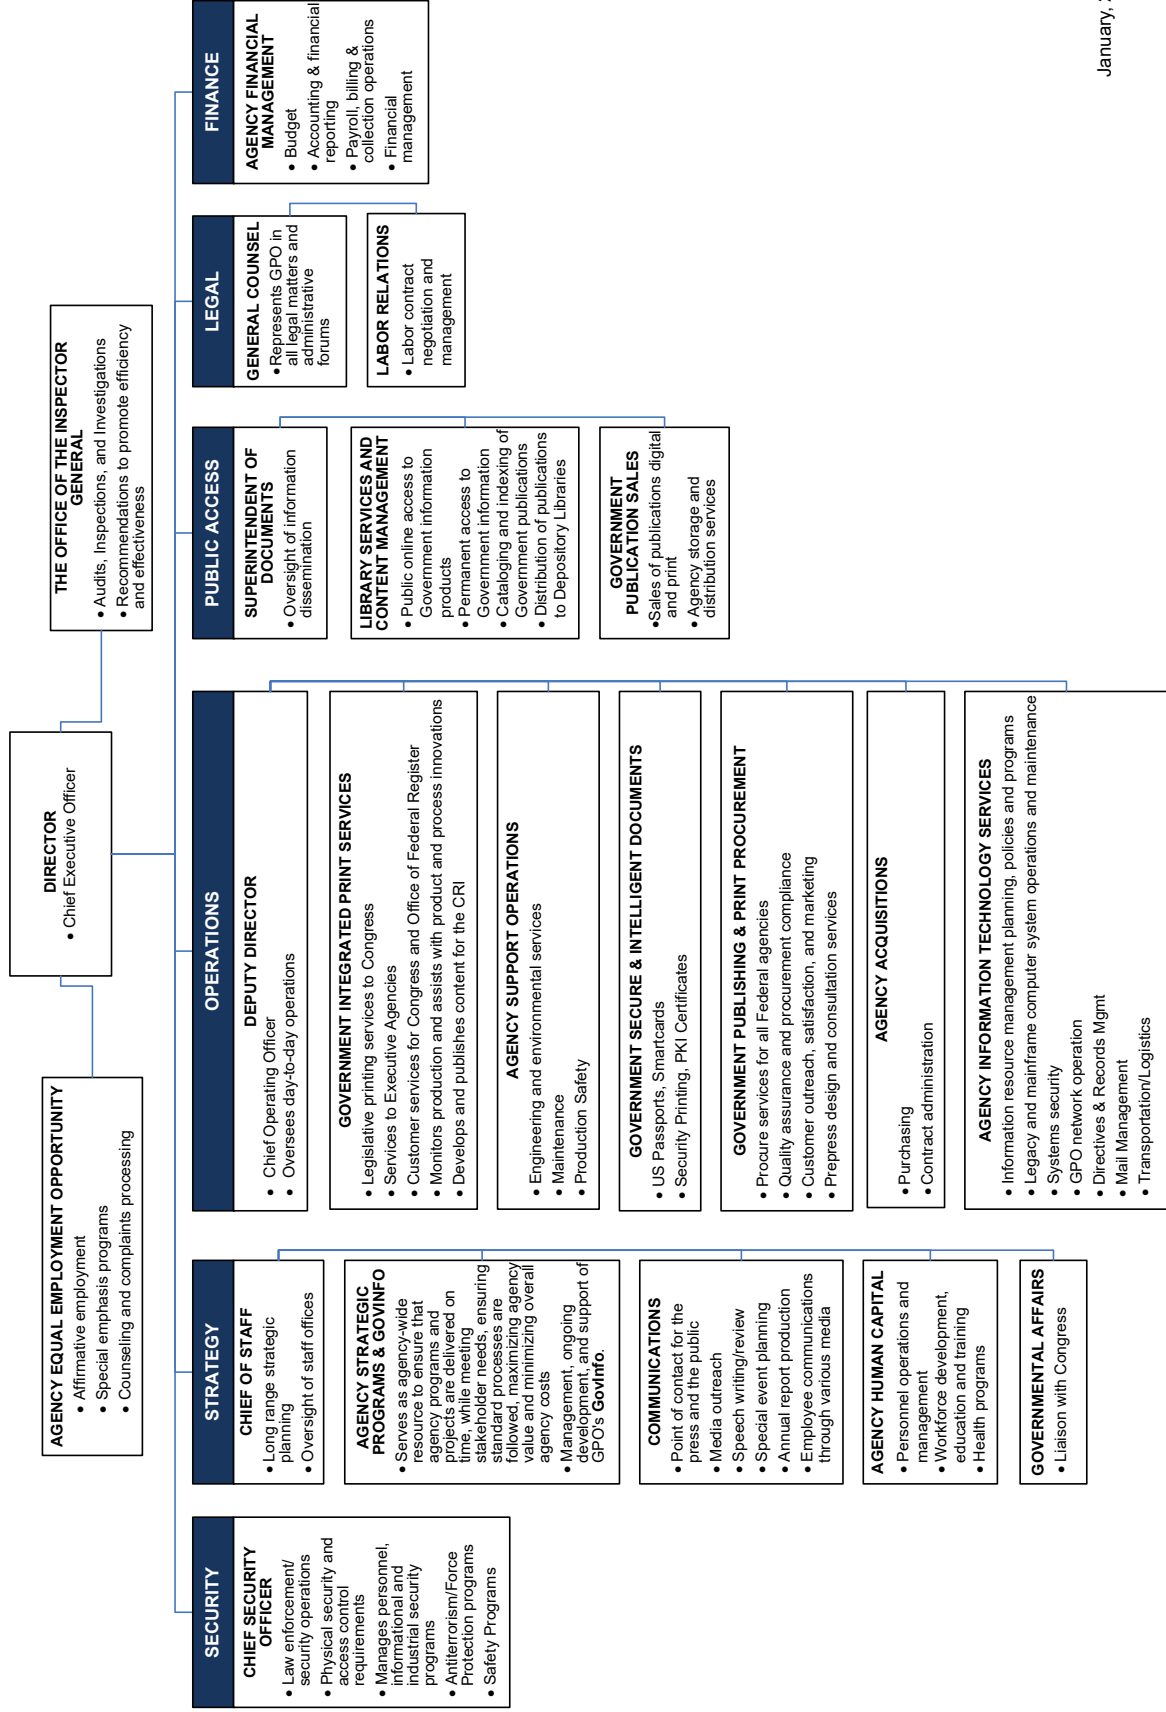 DIRECTOR
• Chief Executive Officer
AGENCY EQUAL EMPLOYMENT OPPORTUNITY
• Affirmative employment
• Special emphasis programs
• Counseling and complaints processing
THE OFFICE OF THE INSPECTOR
GENERAL
• Audits, Inspections, and Investigations
• Recommendations to promote efficiency
and effectiveness
SECURITY
CHIEF SECURITY
OFFICER
• Law enforcement/
security operations
• Physical security and
access control
requirements
• Manages personnel,
informational and
industrial security
programs
• Antiterrorism/Force
Protection programs
• Safety Programs
STRATEGY
CHIEF OF STAFF
• Long range strategic
planning
• Oversight of staff offices
AGENCY STRATEGIC
PROGRAMS & GOVINFO
• Serves as agency-wide
resource to ensure that
agency programs and
projects are delivered on
time, while meeting
stakeholder needs, ensuring
standard processes are
followed, maximizing agency
value and minimizing overall
agency costs
• Management, ongoing
development, and support of
GPO's GovInfo.
COMMUNICATIONS
• Point of contact for the
press and the public
• Media outreach
• Speech writing/review
• Special event planning
• Annual report production
• Employee communications
through various media
AGENCY HUMAN CAPITAL
• Personnel operations and
management
• Workforce development,
education and training
• Health programs
GOVERNMENTAL AFFAIRS
• Liaison with Congress
OPERATIONS
DEPUTY DIRECTOR
• Chief Operating Officer
• Oversees day-to-day operations
GOVERNMENT INTEGRATED PRINT SERVICES
• Legislative printing services to Congress
• Services to Executive Agencies
• Customer services for Congress and Office of Federal Register
• Monitors production and assists with product and process innovations
• Develops and publishes content for the CRI
AGENCY SUPPORT OPERATIONS
• Engineering and environmental services
• Maintenance
• Production Safety
GOVERNMENT SECURE & INTELLIGENT DOCUMENTS
• US Passports, Smartcards
• Security Printing, PKI Certificates
GOVERNMENT PUBLISHING & PRINT PROCUREMENT
• Procure services for all Federal agencies
• Quality assurance and procurement compliance
• Customer outreach, satisfaction, and marketing
• Prepress design and consultation services
AGENCY ACQUISITIONS
• Purchasing
• Contract administration
AGENCY INFORMATION TECHNOLOGY SERVICES
• Information resource management planning, policies and programs
• Legacy and mainframe computer system operations and maintenance
• Systems security
• GPO network operation
• Directives & Records Mgmt
• Mail Management
• Transportation/Logistics
PUBLIC ACCESS
SUPERINTENDENT OF
DOCUMENTS
• Oversight of information
dissemination
LIBRARY SERVICES AND
CONTENT MANAGEMENT
• Public online access to
Government information
products
• Permanent access to
Government information
• Cataloging and indexing of
Government publications
• Distribution of publications
to Depository Libraries
GOVERNMENT
PUBLICATION SALES
• Sales of publications digital
and print
• Agency storage and
distribution services
LEGAL
GENERAL COUNSEL
• Represents GPO in
all legal matters and
administrative
forums
LABOR RELATIONS
• Labor contract
negotiation and
management
FINANCE
AGENCY FINANCIAL
MANAGEMENT
• Budget
• Accounting & financial
reporting
• Payroll, billing &
collection operations
• Financial
management
January,